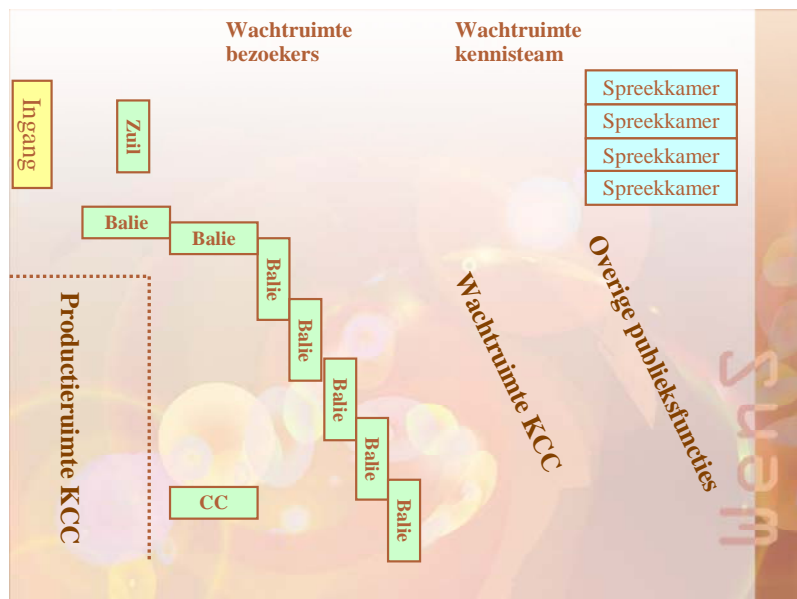 Wachtruimte
bezoekers
Wachtruimte
kennisteam
Ingang
Zuil
Spreekkamer
Spreekkamer
Spreekkamer
Spreekkamer
Balie
Balie
Balie
Balie
Balie
Balie
Balie
Productieruimte KCC
CC
Wachtruimte KCC
Overige publieksfuncties